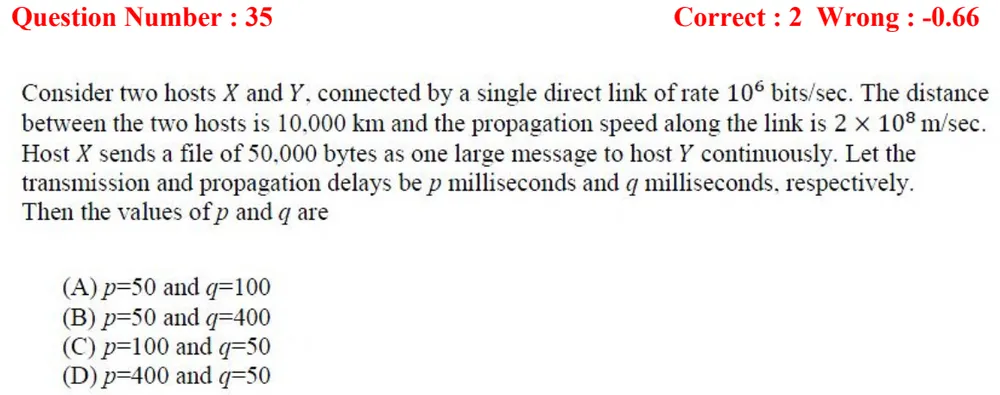 Question Number : 35 Correct : 2 Wrong : -0.66
Consider two hosts X and Y, connected by a single direct link of rate 10⁶ bits/sec. The distance
between the two hosts is 10,000 km and the propagation speed along the link is 2 × 10⁸ m/sec.
Host X sends a file of 50,000 bytes as one large message to host Y continuously. Let the
transmission and propagation delays be p milliseconds and q milliseconds, respectively.
Then the values of p and q are
(A) p=50 and q=100
(B) p=50 and q=400
(C) p=100 and q=50
(D) p=400 and q=50